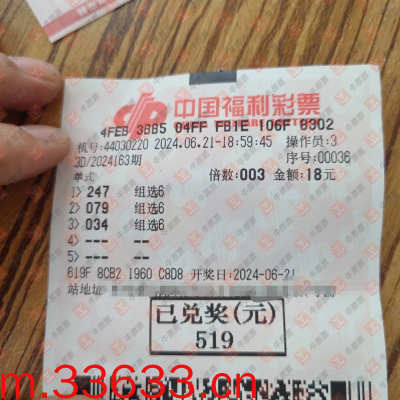 中国福利彩票
4FEB 3BB5 04FF FB1E 106F 8302
机号:44030220 2024.06.21-18:59:45 操作员:3
3D/2024163期 序号:00036
单式 倍数:003 金额:18元
1> 247 组选6
2> 079 组选6
3> 034 组选6
4> --- --
5> --- --
619F 8CB2 1960 C8D8 开奖日:2024-06-21
站地址
已兑奖(元)
519
m.33633.cn